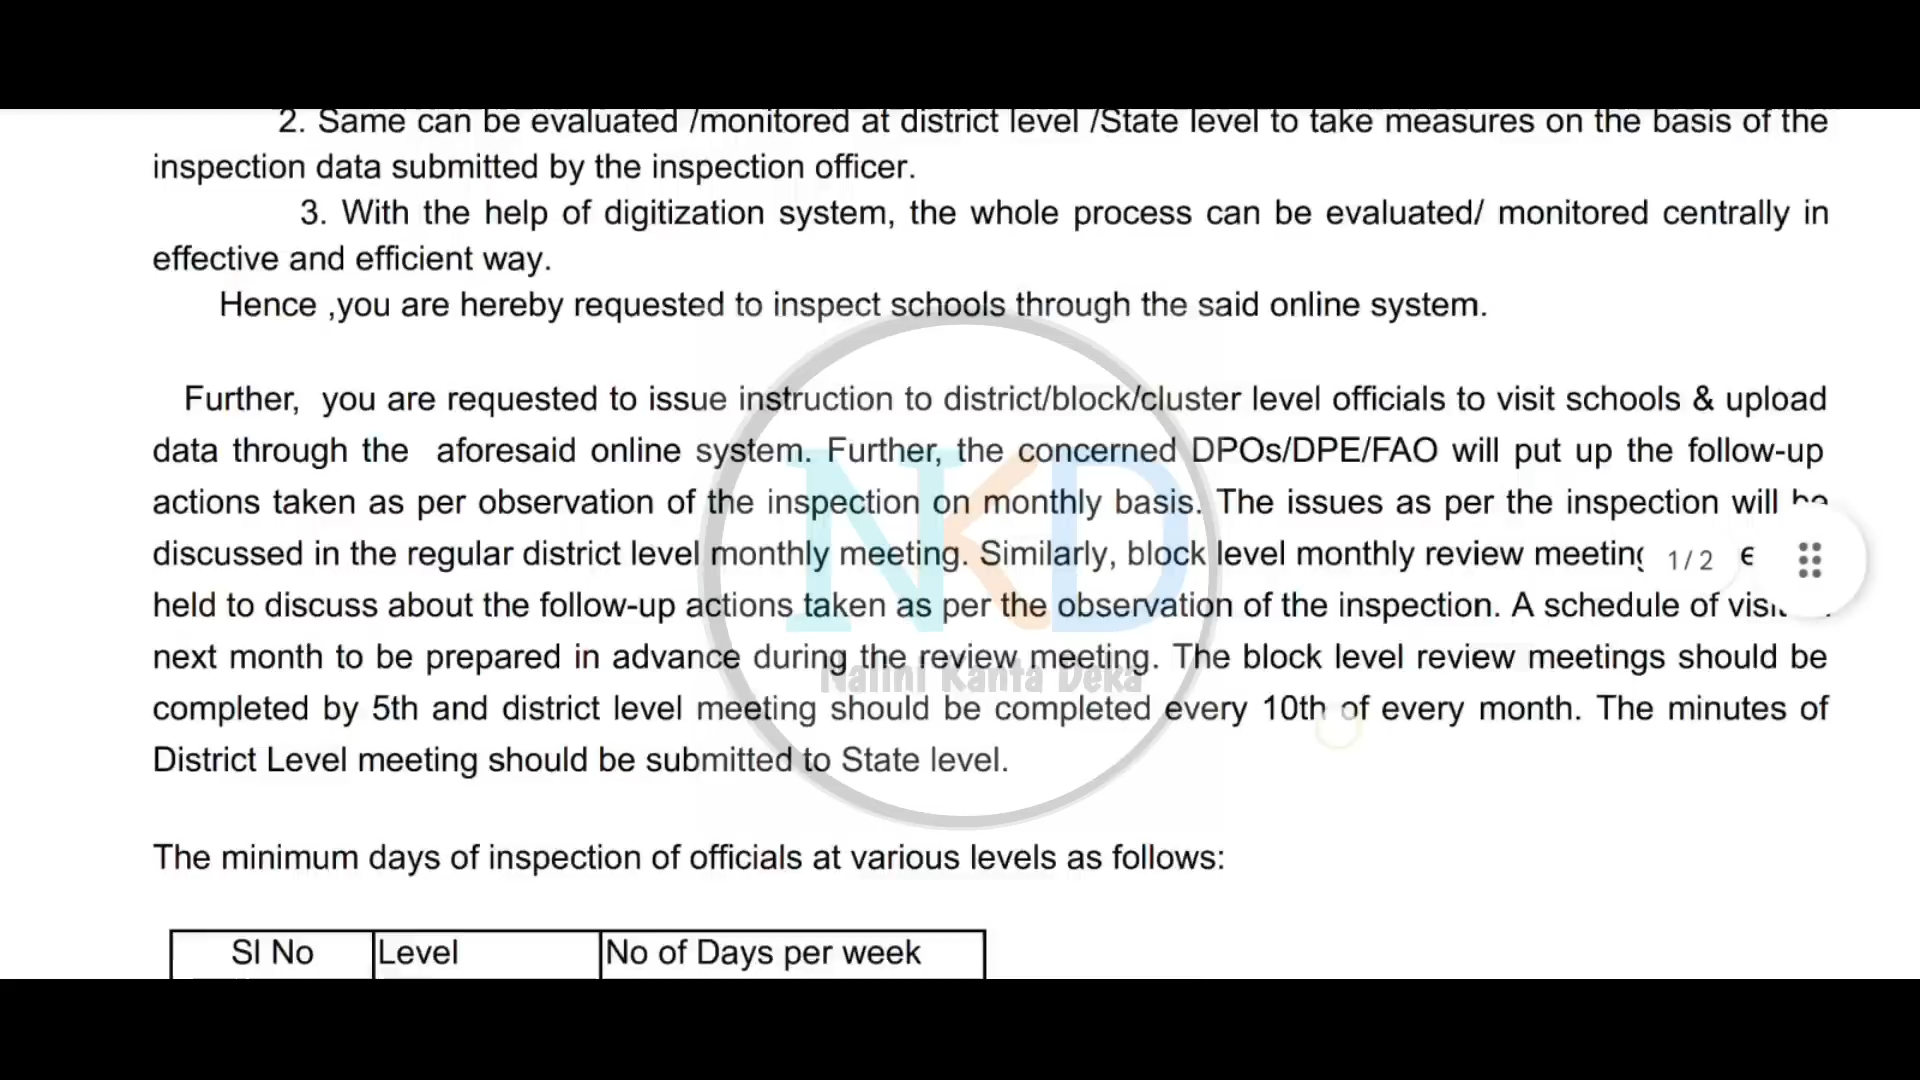 2. Same can be evaluated /monitored at district level /State level to take measures on the basis of the
inspection data submitted by the inspection officer.
3. With the help of digitization system, the whole process can be evaluated/ monitored centrally in
effective and efficient way.
Hence ,you are hereby requested to inspect schools through the said online system.
Further, you are requested to issue instruction to district/block/cluster level officials to visit schools & upload
data through the aforesaid online system. Further, the concerned DPOs/DPE/FAO will put up the follow-up
actions taken as per observation of the inspection on monthly basis. The issues as per the inspection will be
discussed in the regular district level monthly meeting. Similarly, block level monthly review meeting
1/2
held to discuss about the follow-up actions taken as per the observation of the inspection. A schedule of
next month to be prepared in advance during the review meeting. The block level review meetings should be
completed by 5th and district level meeting should be completed every 10th of every month. The minutes of
District Level meeting should be submitted to State level.
NKD
Nalini Kanta Deka
The minimum days of inspection of officials at various levels as follows:
Sl No Level No of Days per week